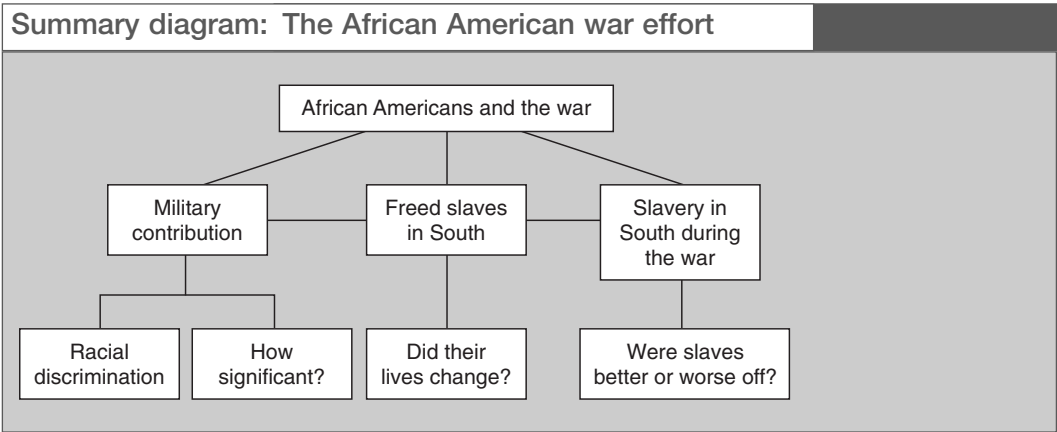 Summary diagram: The African American war effort
African Americans and the war
Military
contribution
Freed slaves
in South
Slavery in
South during
the war
Racial
discrimination
How
significant?
Did their
lives change?
Were slaves
better or worse off?